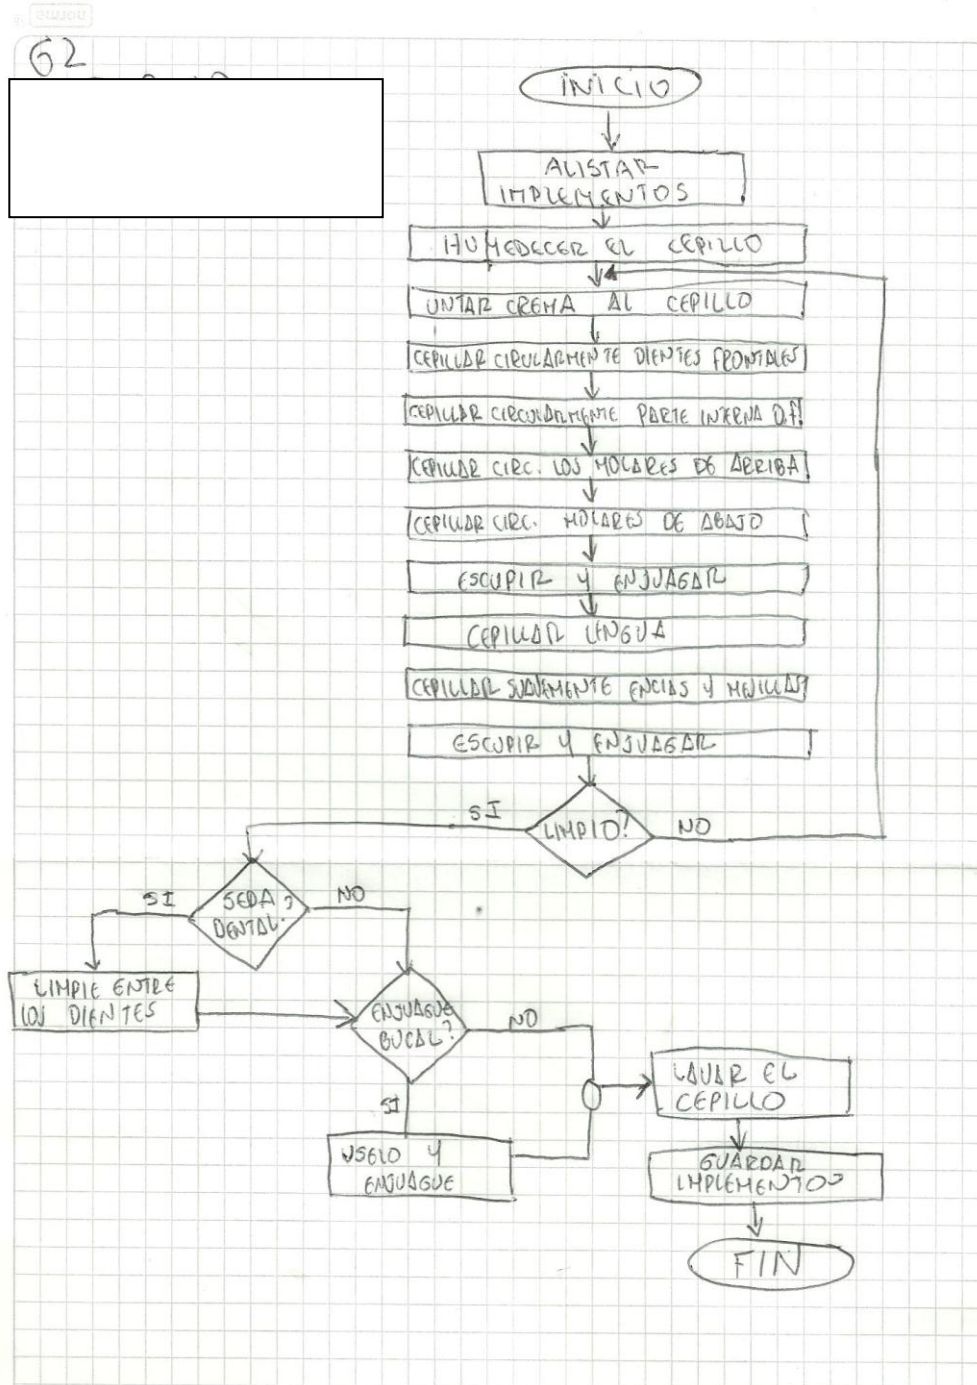 norma
G2
INICIO
ALISTAR
IMPLEMENTOS
HUMEDECER EL CEPILLO
UNTAR CREMA AL CEPILLO
CEPILLAR CIRULARMENTE DIENTES FRONTALES
CEPILLAR CIRCULARMENTE PARTE INTERNA D.F.
CEPILLAR CIRC. LOS MOLARES DE ARRIBA
CEPILLAR CIRC. MOLARES DE ABAJO
ESCUPIR Y ENJUAGAR
CEPILLAR LENGUA
CEPILLAR SUAVEMENTE ENCIAS Y MEJILLAS
ESCUPIR Y ENJUAGAR
SI
LIMPIO?
NO
SI
SEDA
DENTAL?
NO
LIMPIE ENTRE
LOS DIENTES
ENJUAGUE
BUCAL?
NO
SI
USELO Y
ENJUAGUE
LAVAR EL
CEPILLO
GUARDAR
IMPLEMENTOS
FIN